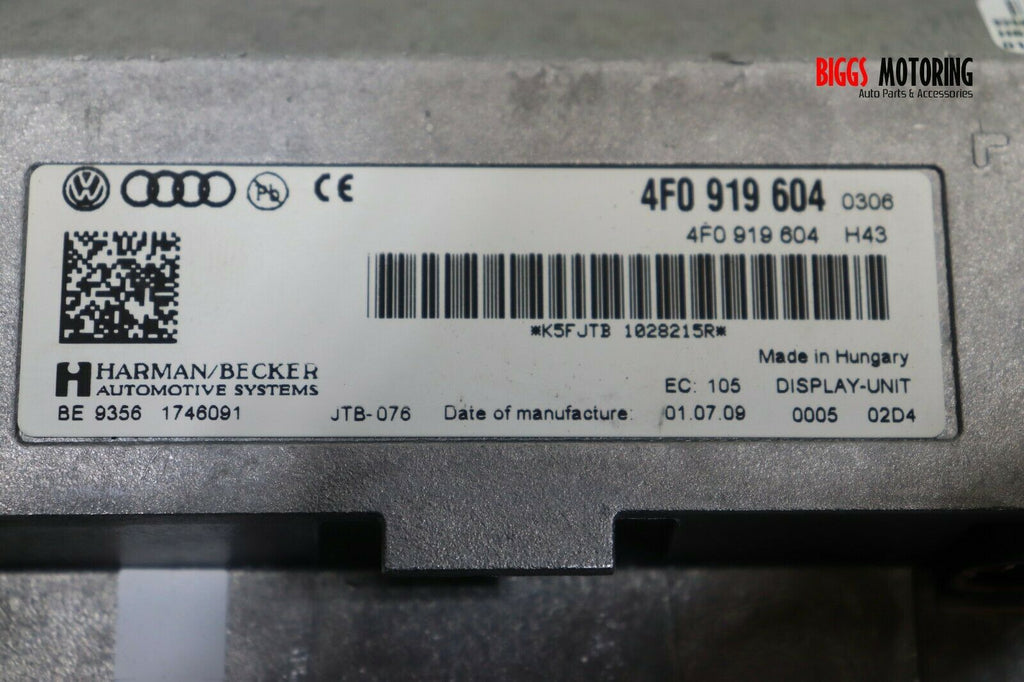 BIGGS MOTORING
Auto Parts & Accessories
4F0 919 604 0306
4F0 919 604 H43
*K5FJTB 1028215R*
Made in Hungary
HARMAN/BECKER
AUTOMOTIVE SYSTEMS
EC: 105 DISPLAY-UNIT
BE 9356 1746091 JTB-076 Date of manufacture: 01.07.09 0005 02D4
VW
Pb
CE